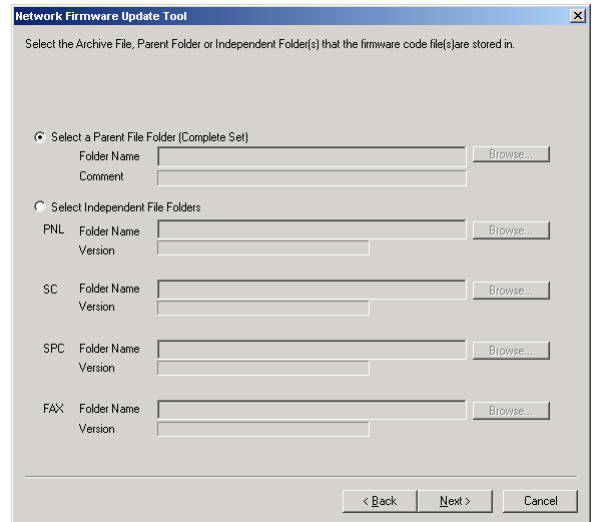 Network Firmware Update Tool
Select the Archive File, Parent Folder or Independent Folder(s) that the firmware code file(s)are stored in.
Select a Parent File Folder (Complete Set)
Folder Name Browse...
Comment
Select Independent File Folders
PNL Folder Name Browse...
Version
SC Folder Name Browse...
Version
SPC Folder Name Browse...
Version
FAX Folder Name Browse...
Version
< Back Next > Cancel